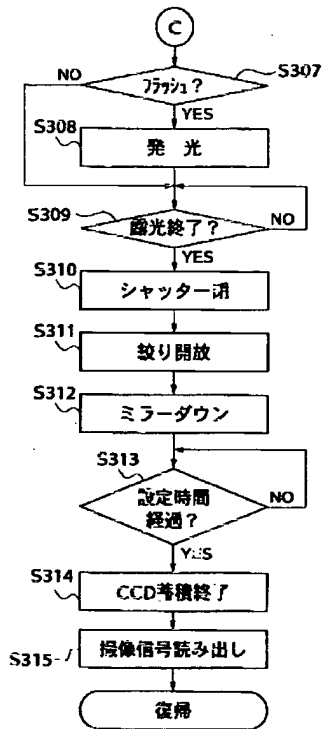 C
S307
フラッシュ?
NO
YES
S308
発 光
S309
露光終了?
NO
YES
S310
シャッター閉
S311
絞り開放
S312
ミラーダウン
S313
設定時間
経過?
NO
YES
S314
CCD蓄積終了
S315
撮像信号読み出し
復帰